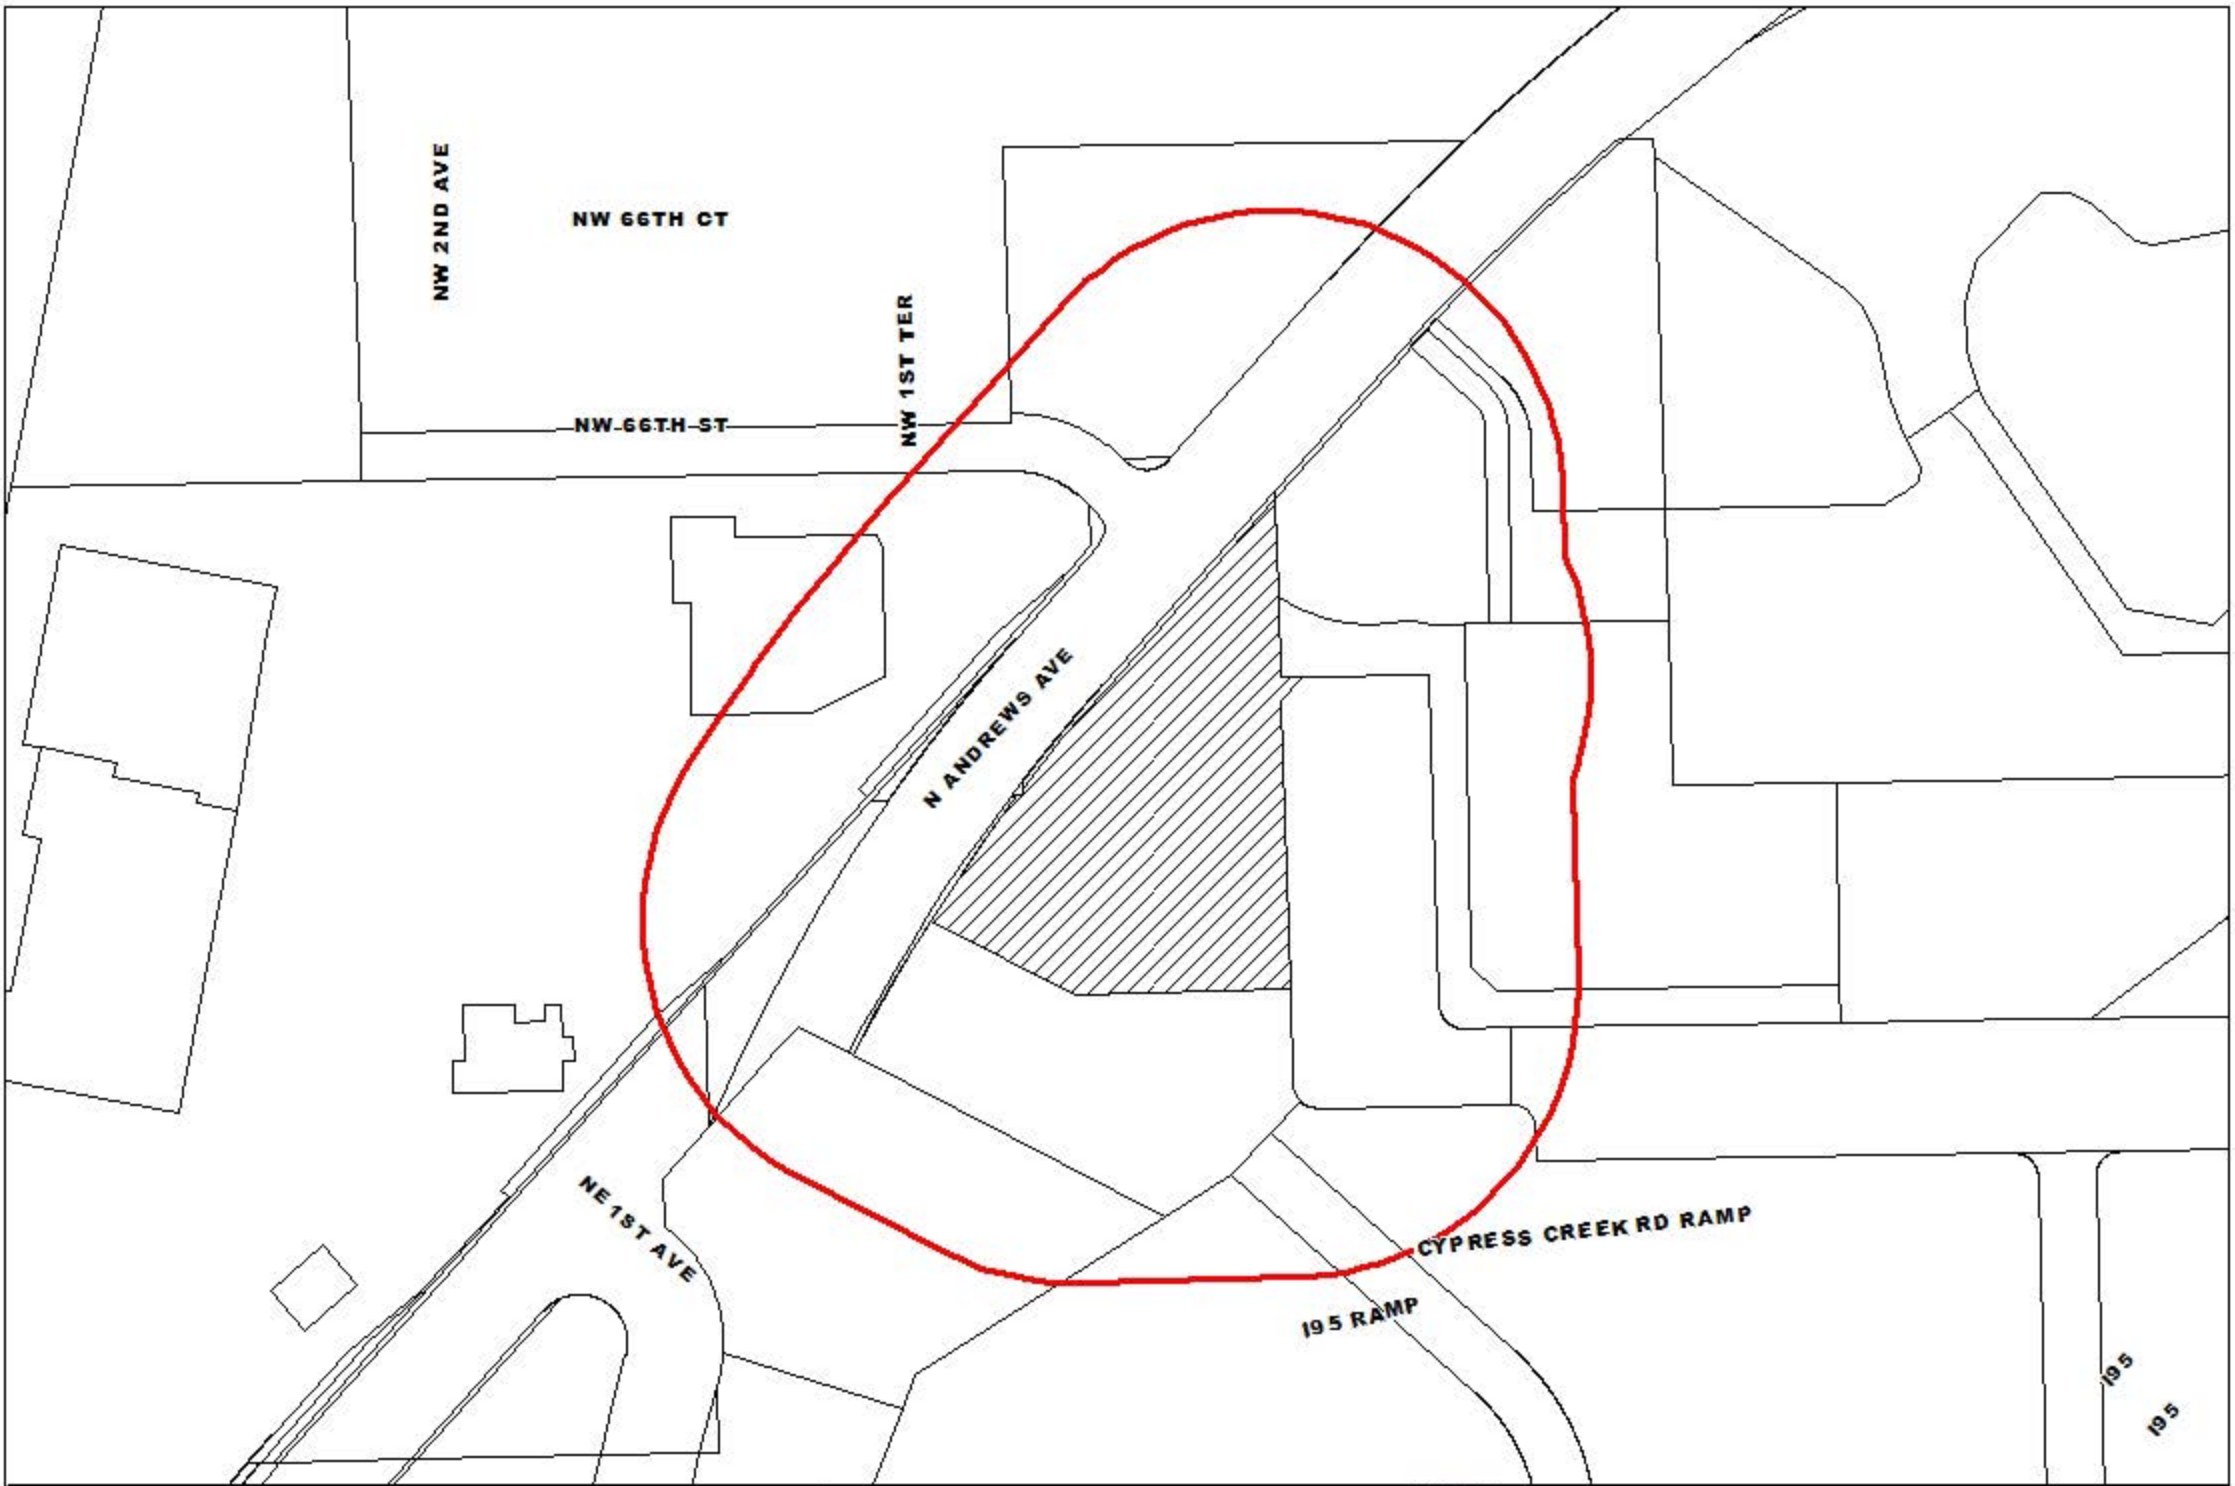 NW 2ND AVE
NW 66TH CT
NW 1ST TER
NW 66TH ST
N ANDREWS AVE
NE 1ST AVE
CYPRESS CREEK RD RAMP
I95 RAMP
I95
I95